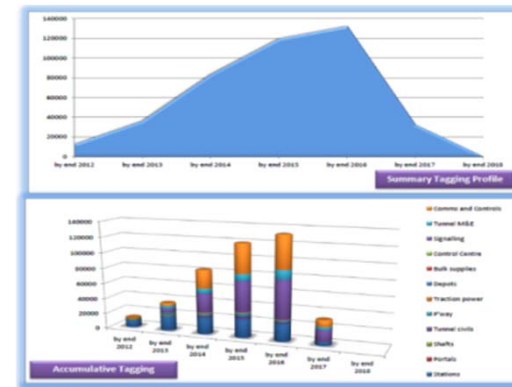 140000
120000
100000
80000
60000
40000
20000
0
by end 2012 by end 2013 by end 2014 by end 2015 by end 2016 by end 2017 by end 2018
Summary Tagging Profile
140000
120000
100000
80000
60000
40000
20000
0
by end 2012
by end 2013
by end 2014
by end 2015
by end 2016
by end 2017
by end 2018
Comms and Controls
Tunnel M&E
Signalling
Control Centre
Bulk supplies
Depots
Traction power
P'way
Tunnel civils
Shafts
Portals
Stations
Accumulative Tagging